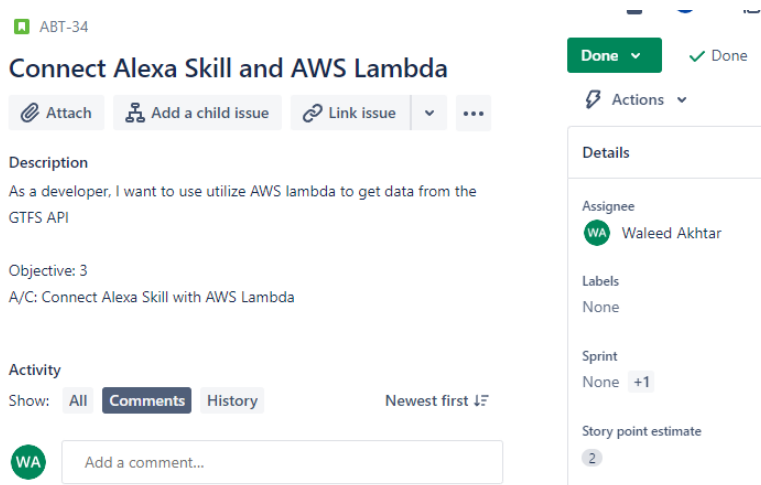 ABT-34
Connect Alexa Skill and AWS Lambda
Attach
Add a child issue
Link issue
Description
As a developer, I want to use utilize AWS lambda to get data from the
GTFS API
Objective: 3
A/C: Connect Alexa Skill with AWS Lambda
Activity
Show: All Comments History Newest first
WA Add a comment...
Done Done
Actions
Details
Assignee
WA Waleed Akhtar
Labels
None
Sprint
None +1
Story point estimate
2